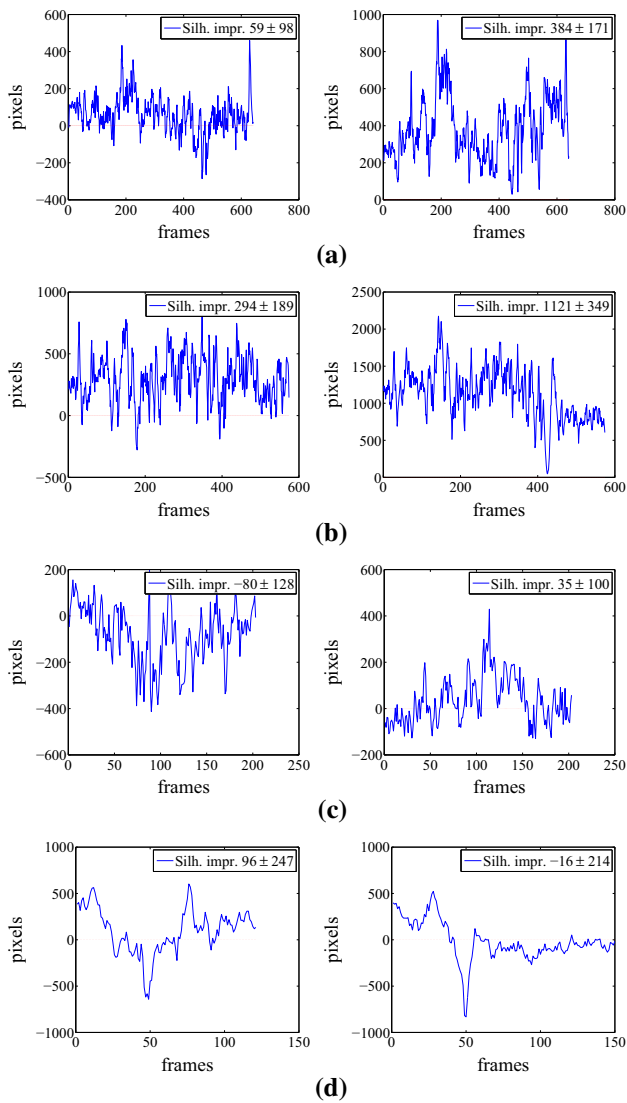 Silh. impr. 59 ± 98
pixels
600
400
200
0
−200
−400
0 200 400 600 800
frames
Silh. impr. 384 ± 171
pixels
1000
800
600
400
200
0
0 200 400 600 800
frames
(a)
Silh. impr. 294 ± 189
pixels
1000
500
0
−500
0 200 400 600
frames
Silh. impr. 1121 ± 349
pixels
2500
2000
1500
1000
500
0
0 200 400 600
frames
(b)
Silh. impr. −80 ± 128
pixels
200
0
−200
−400
−600
0 50 100 150 200 250
frames
Silh. impr. 35 ± 100
pixels
600
400
200
0
−200
0 50 100 150 200 250
frames
(c)
Silh. impr. 96 ± 247
pixels
1000
500
0
−500
−1000
0 50 100 150
frames
Silh. impr. −16 ± 214
pixels
1000
500
0
−500
−1000
0 50 100 150
frames
(d)